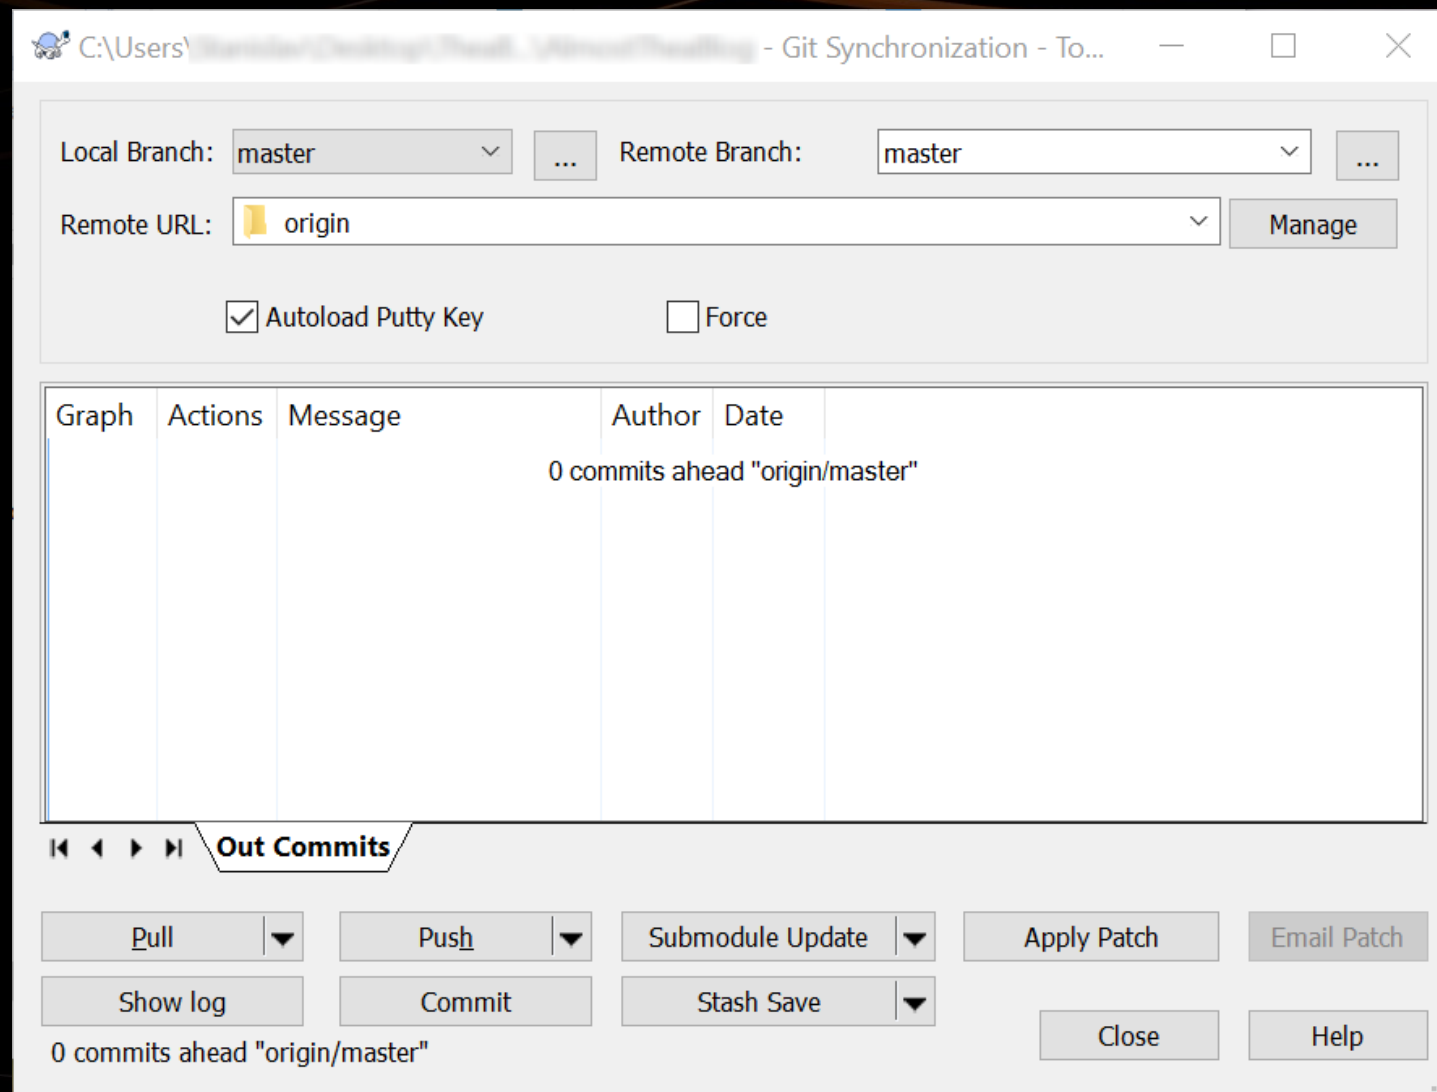 C:\Users\ - Git Synchronization - To...
Local Branch: master ... Remote Branch: master ...
Remote URL: origin Manage
Autoload Putty Key Force
Graph Actions Message Author Date
0 commits ahead "origin/master"
Out Commits
Pull Push Submodule Update Apply Patch Email Patch
Show log Commit Stash Save
Close Help
0 commits ahead "origin/master"